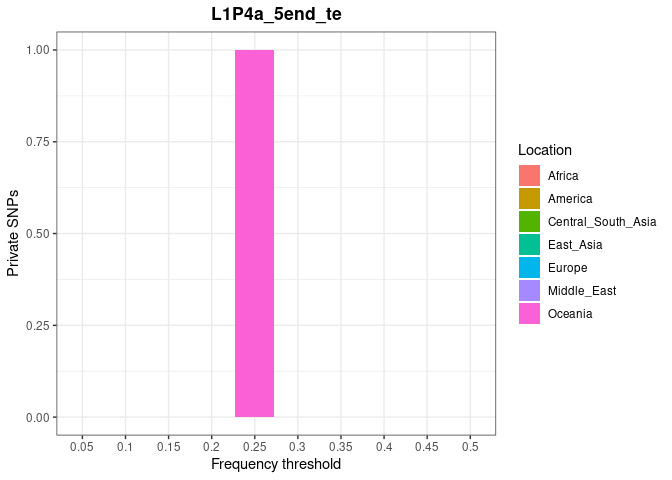 L1P4a_5end_te
1.00
0.75
0.50
0.25
0.00
Private SNPs
0.05 0.1 0.15 0.2 0.25 0.3 0.35 0.4 0.45 0.5
Frequency threshold
Location
Africa
America
Central_South_Asia
East_Asia
Europe
Middle_East
Oceania